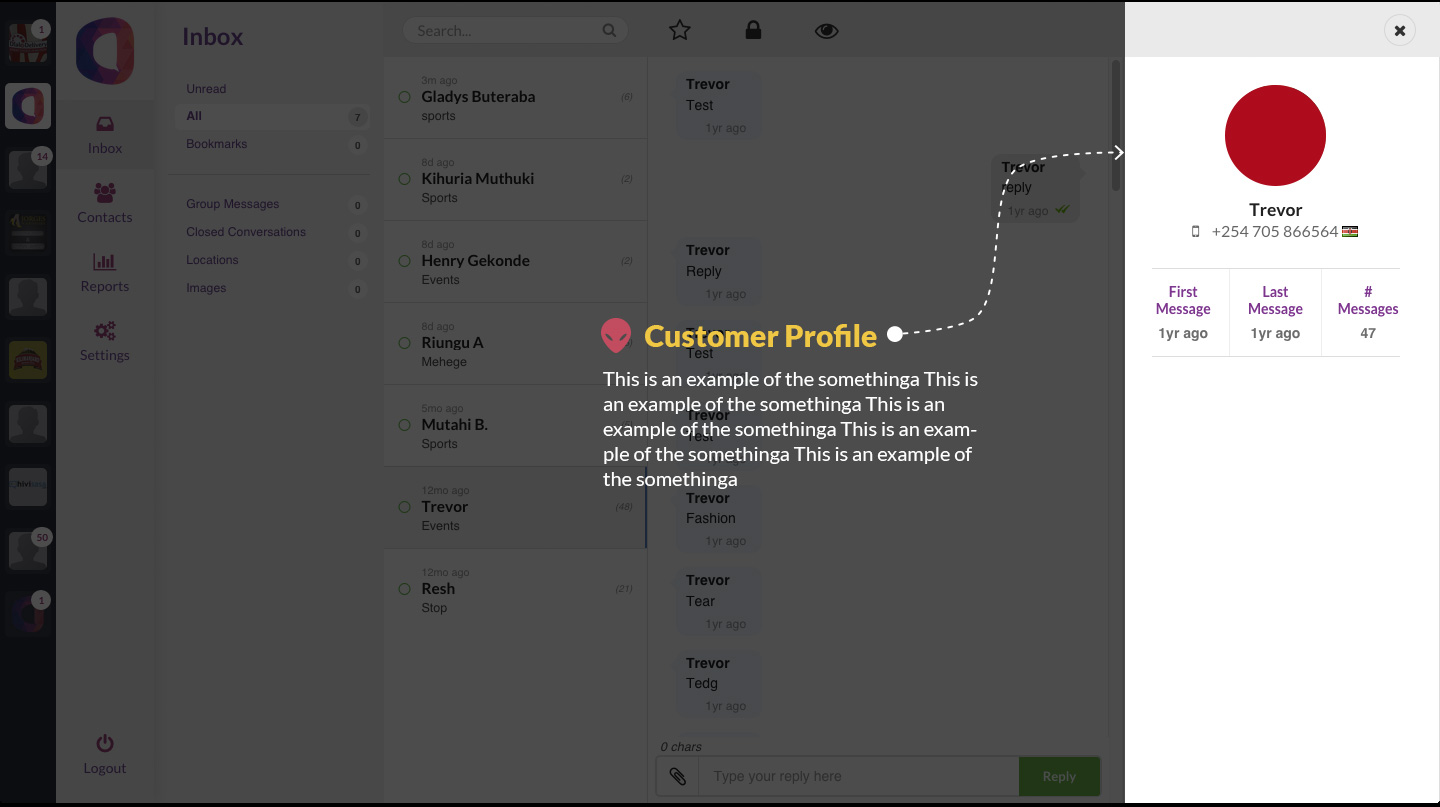 1
14
50
1
Inbox
Contacts
Reports
Settings
Logout
Inbox
Unread
All 7
Bookmarks 0
Group Messages 0
Closed Conversations 0
Locations 0
Images 0
Search...
3m ago
Gladys Buteraba (6)
sports
8d ago
Kihuria Muthuki (2)
Sports
8d ago
Henry Gekonde (2)
Events
8d ago
Riungu A
Mehege
5mo ago
Mutahi B.
Sports
12mo ago
Trevor (48)
Events
12mo ago
Resh (21)
Stop
Trevor
Test
1yr ago
Trevor
reply
1yr ago
Trevor
Reply
1yr ago
Customer Profile
This is an example of the somethinga This is
an example of the somethinga This is an
example of the somethinga This is an exam-
ple of the somethinga This is an example of
the somethinga
Test
Trevor
Test
Trevor
Fashion
1yr ago
Trevor
Tear
1yr ago
Trevor
Tedg
1yr ago
0 chars
Type your reply here
Reply
Trevor
+254 705 866564
First
Message
1yr ago
Last
Message
1yr ago
#
Messages
47